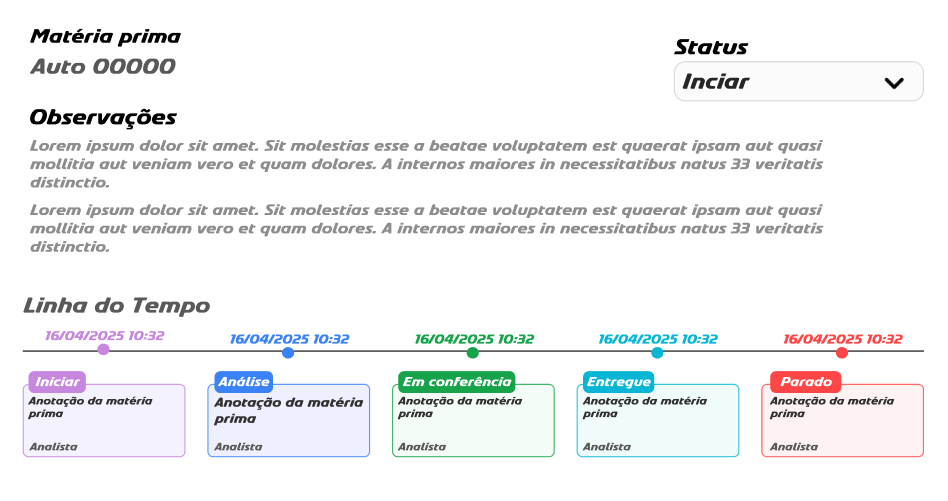 Matéria prima
Auto 00000
Status
Inciar
Observações
Lorem ipsum dolor sit amet. Sit molestias esse a beatae voluptatem est quaerat ipsam aut quasi
mollitia aut veniam vero et quam dolores. A internos maiores in necessitatibus natus 33 veritatis
distinctio.
Lorem ipsum dolor sit amet. Sit molestias esse a beatae voluptatem est quaerat ipsam aut quasi
mollitia aut veniam vero et quam dolores. A internos maiores in necessitatibus natus 33 veritatis
distinctio.
Linha do Tempo
16/04/2025 10:32
16/04/2025 10:32
16/04/2025 10:32
16/04/2025 10:32
16/04/2025 10:32
Iniciar
Anotação da matéria
prima
Analista
Análise
Anotação da matéria
prima
Analista
Em conferência
Anotação da matéria
prima
Analista
Entregue
Anotação da matéria
prima
Analista
Parado
Anotação da matéria
prima
Analista